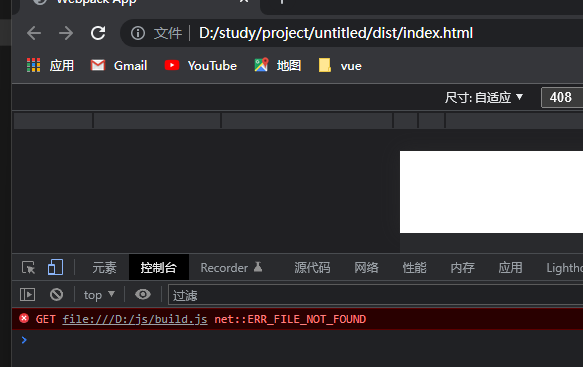 Webpack App
文件 D:/study/project/untitled/dist/index.html
应用 Gmail YouTube 地图 vue
尺寸: 自适应 408
元素 控制台 Recorder 源代码 网络 性能 内存 应用 Lightho
top 过滤
GET file:///D:/js/build.js net::ERR_FILE_NOT_FOUND